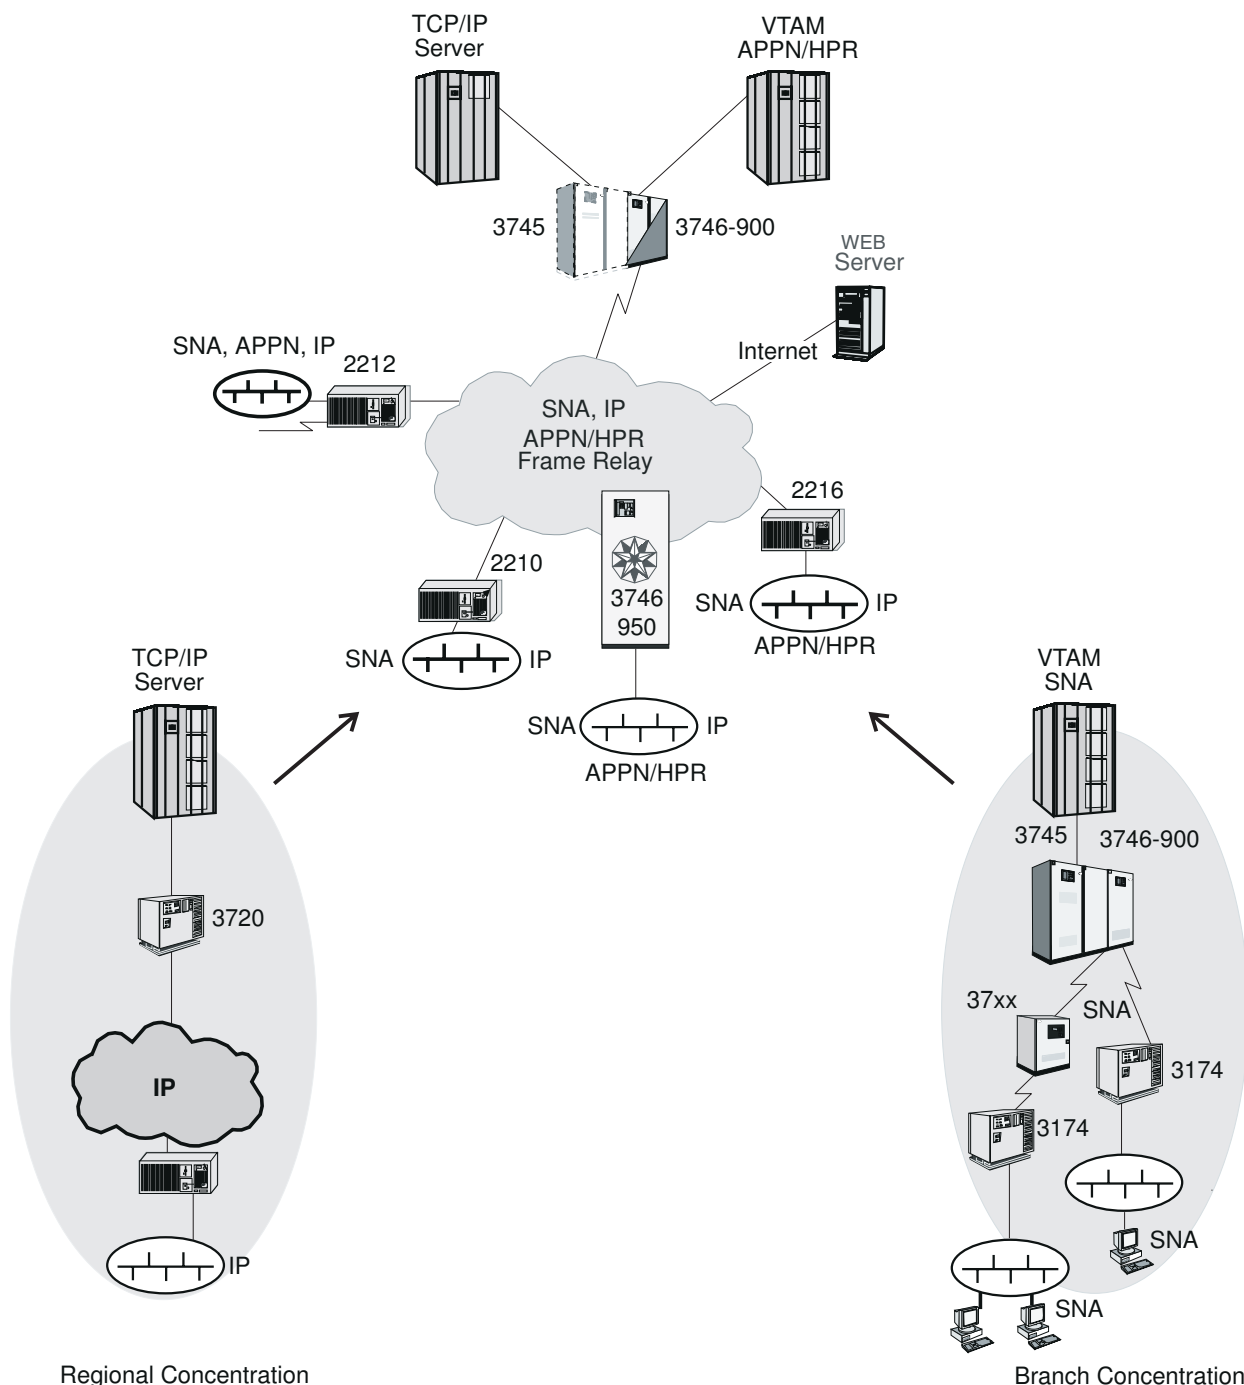 TCP/IP
Server
VTAM
APPN/HPR
3745
3746-900
WEB
Server
Internet
SNA, APPN, IP
2212
SNA, IP
APPN/HPR
Frame Relay
2216
2210
3746
950
SNA
IP
APPN/HPR
SNA
IP
SNA
IP
APPN/HPR
TCP/IP
Server
3720
IP
IP
Regional Concentration
VTAM
SNA
3745
3746-900
37xx
SNA
3174
3174
SNA
SNA
Branch Concentration